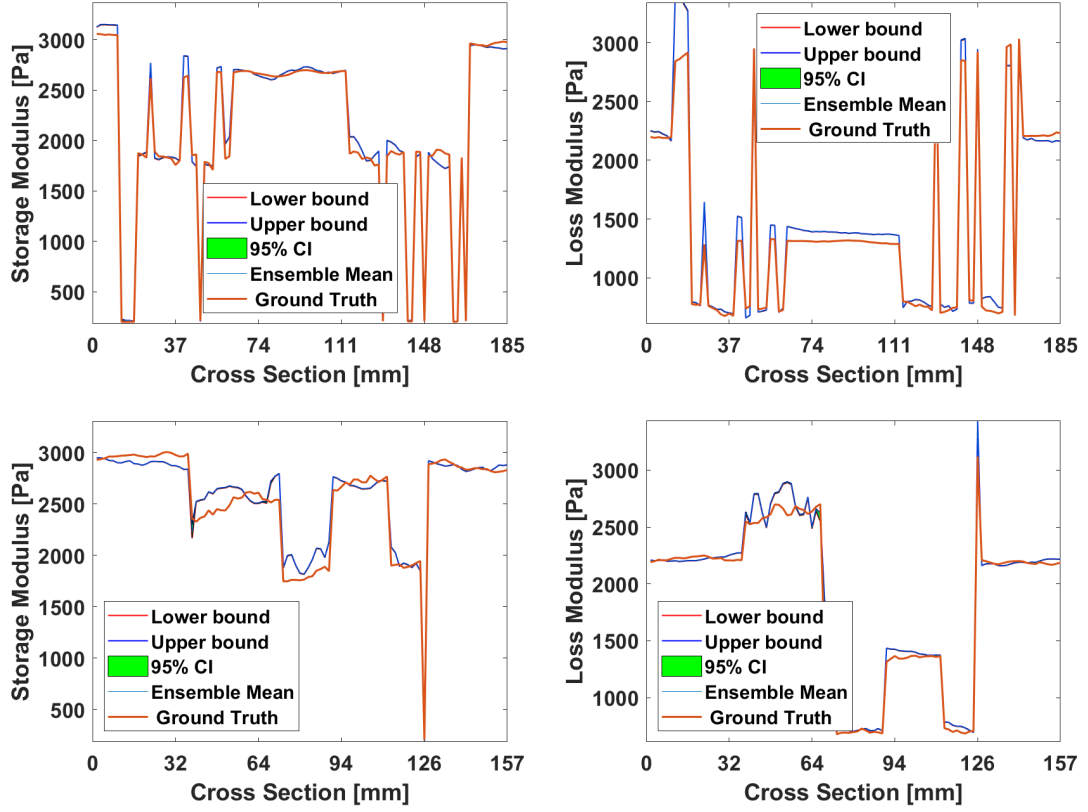 Storage Modulus [Pa]
3000
2500
2000
1500
1000
500
0 37 74 111 148 185
Cross Section [mm]
Lower bound
Upper bound
95% CI
Ensemble Mean
Ground Truth
Loss Modulus [Pa]
3000
2500
2000
1500
1000
0 37 74 111 148 185
Cross Section [mm]
Lower bound
Upper bound
95% CI
Ensemble Mean
Ground Truth
Storage Modulus [Pa]
3000
2500
2000
1500
1000
500
0 32 64 94 126 157
Cross Section [mm]
Lower bound
Upper bound
95% CI
Ensemble Mean
Ground Truth
Loss Modulus [Pa]
3000
2500
2000
1500
1000
0 32 64 94 126 157
Cross Section [mm]
Lower bound
Upper bound
95% CI
Ensemble Mean
Ground Truth